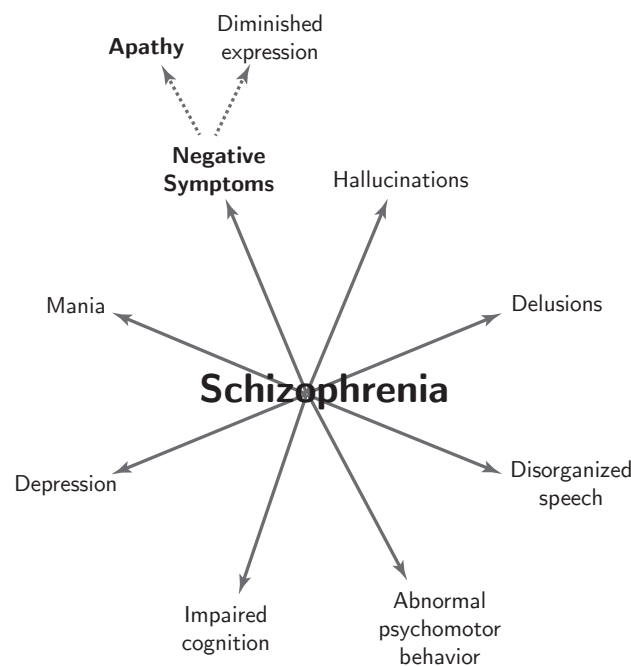 Diminished
expression
Apathy
Negative
Symptoms
Hallucinations
Mania
Delusions
Schizophrenia
Depression
Disorganized
speech
Impaired
cognition
Abnormal
psychomotor
behavior